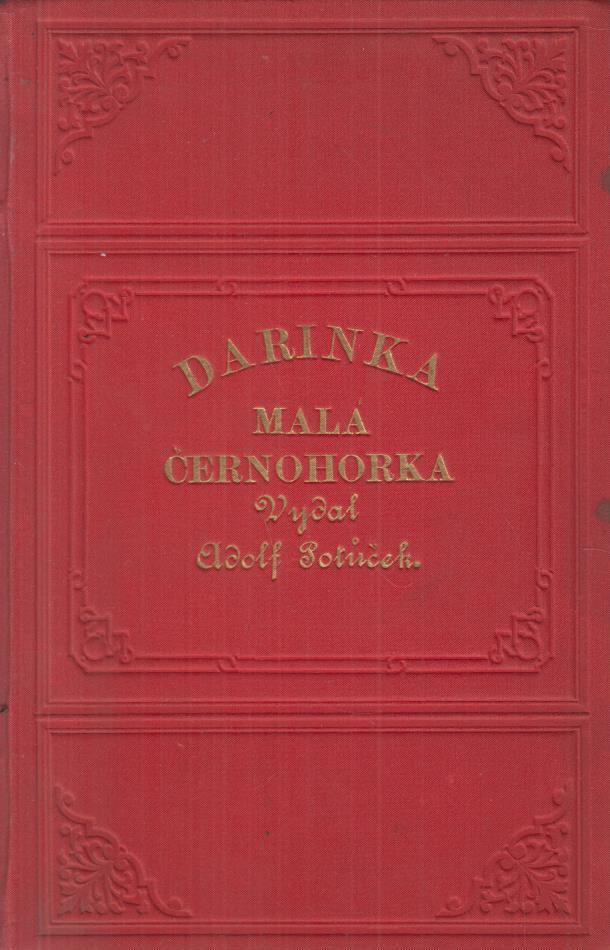 DARINKA
MALÁ
ČERNOHORKA
Vydal
Adolf Potůček.